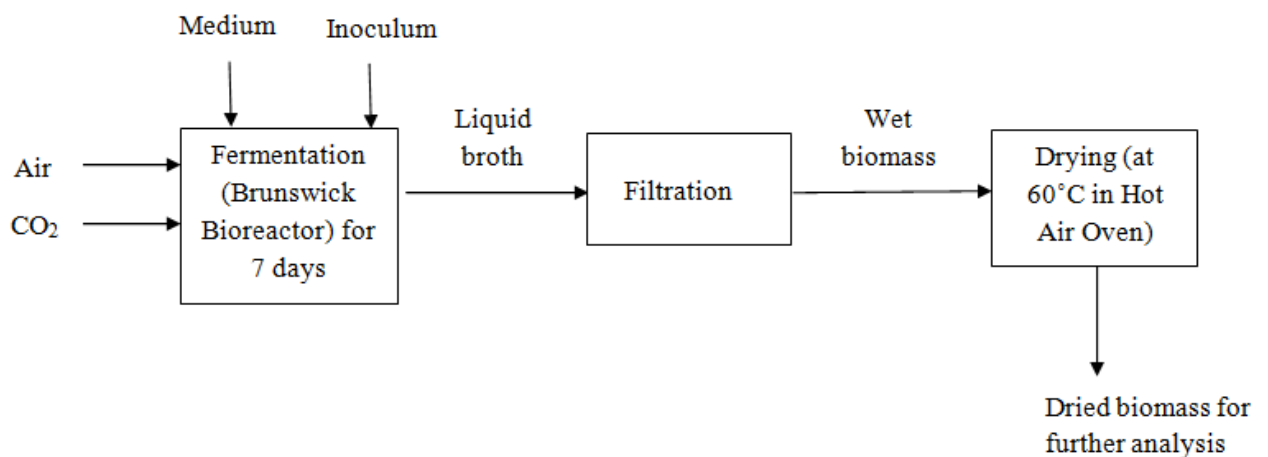 Medium
Inoculum
Air
CO₂
Fermentation
(Brunswick
Bioreactor) for
7 days
Liquid
broth
Filtration
Wet
biomass
Drying (at
60˚C in Hot
Air Oven)
Dried biomass for
further analysis